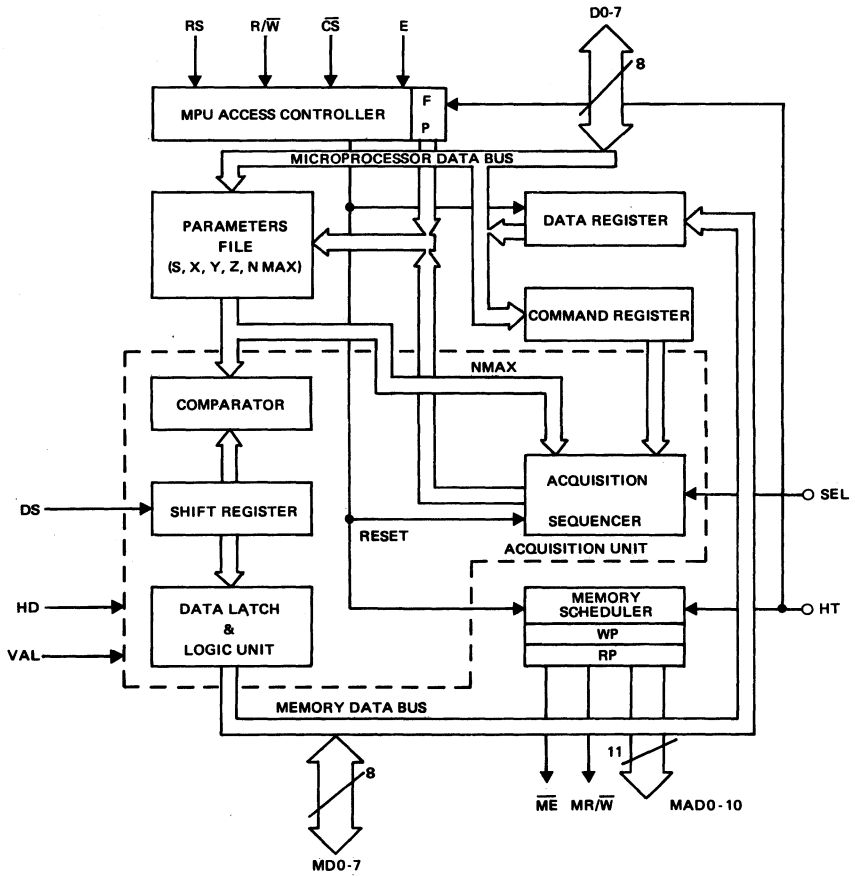 D0-7
RS R/W̅ C̅S̅ E
8
MPU ACCESS CONTROLLER
F
P
MICROPROCESSOR DATA BUS
PARAMETERS
FILE
(S, X, Y, Z, N MAX)
DATA REGISTER
COMMAND REGISTER
NMAX
COMPARATOR
ACQUISITION
SEQUENCER
SEL
DS
SHIFT REGISTER
RESET
ACQUISITION UNIT
HD
DATA LATCH
&
LOGIC UNIT
MEMORY
SCHEDULER
HT
WP
RP
VAL
MEMORY DATA BUS
11
8
M̅E̅ MR/W̅ MAD0-10
MD0-7